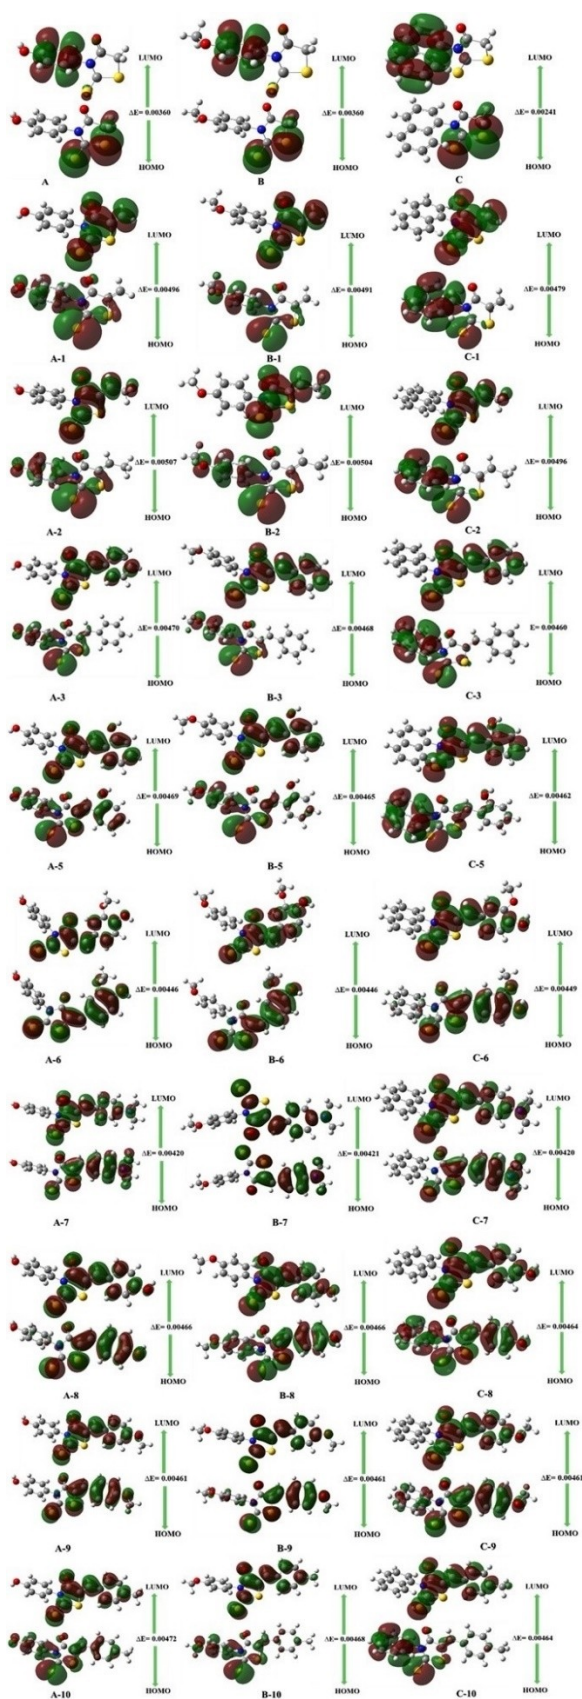 LUMO LUMO LUMO
ΔE= 0.00360 ΔE= 0.00360 ΔE= 0.00241
HOMO HOMO HOMO
A B C
LUMO LUMO LUMO
ΔE= 0.00496 ΔE= 0.00491 ΔE= 0.00479
HOMO HOMO HOMO
A-1 B-1 C-1
LUMO LUMO LUMO
ΔE= 0.00507 ΔE= 0.00504 ΔE= 0.00496
HOMO HOMO HOMO
A-2 B-2 C-2
LUMO LUMO LUMO
ΔE= 0.00470 ΔE= 0.00468 E= 0.00460
HOMO HOMO HOMO
A-3 B-3 C-3
LUMO LUMO LUMO
ΔE= 0.00469 ΔE= 0.00465 ΔE= 0.00462
HOMO HOMO HOMO
A-5 B-5 C-5
LUMO LUMO LUMO
ΔE= 0.00446 ΔE= 0.00446 ΔE= 0.00449
HOMO HOMO HOMO
A-6 B-6 C-6
LUMO LUMO LUMO
ΔE= 0.00420 ΔE= 0.00421 ΔE= 0.00420
HOMO HOMO HOMO
A-7 B-7 C-7
LUMO LUMO LUMO
ΔE= 0.00466 ΔE= 0.00466 ΔE= 0.00464
HOMO HOMO HOMO
A-8 B-8 C-8
LUMO LUMO LUMO
ΔE= 0.00461 ΔE= 0.00461 ΔE= 0.00461
HOMO HOMO HOMO
A-9 B-9 C-9
LUMO LUMO LUMO
ΔE= 0.00472 ΔE= 0.00468 ΔE= 0.00464
HOMO HOMO HOMO
A-10 B-10 C-10